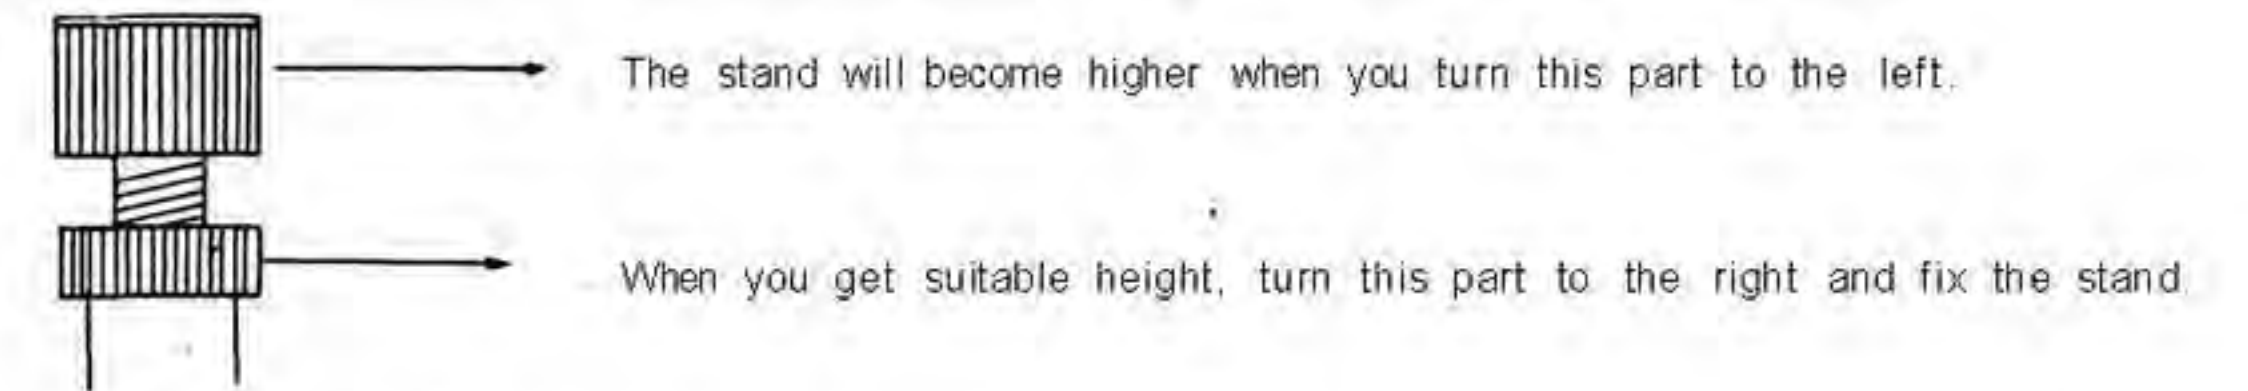 The stand will become higher when you turn this part to the left.
When you get suitable height, turn this part to the right and fix the stand